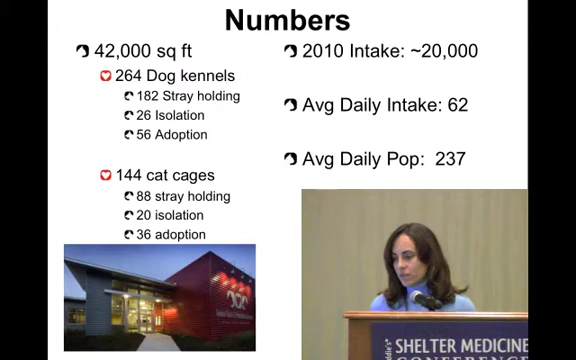 Numbers
42,000 sq ft
264 Dog kennels
182 Stray holding
26 Isolation
56 Adoption
144 cat cages
88 stray holding
20 isolation
36 adoption
2010 Intake: ~20,000
Avg Daily Intake: 62
Avg Daily Pop: 237
SHELTER MEDICINE
CONFERENCE